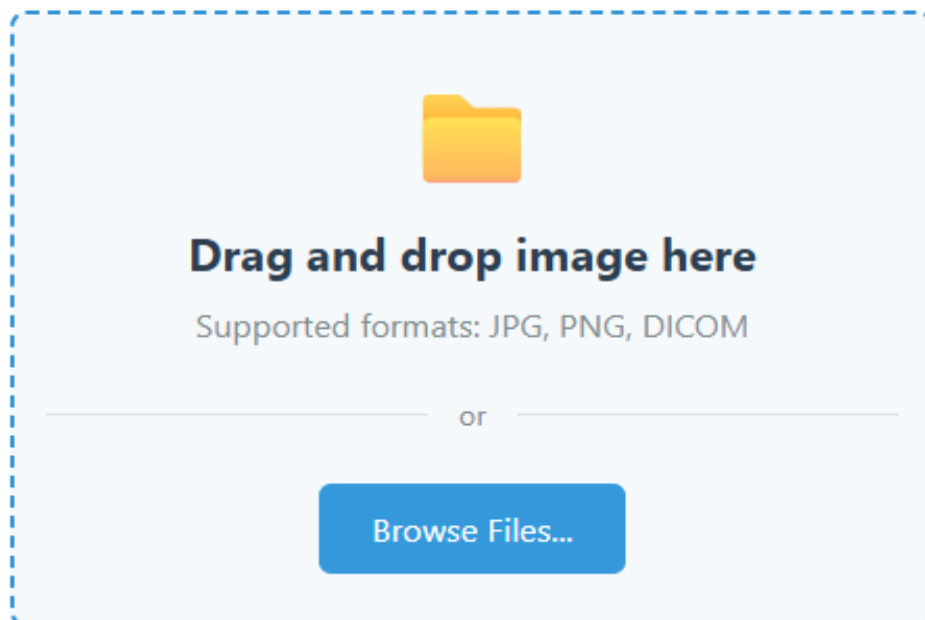 Drag and drop image here
Supported formats: JPG, PNG, DICOM
or
Browse Files...